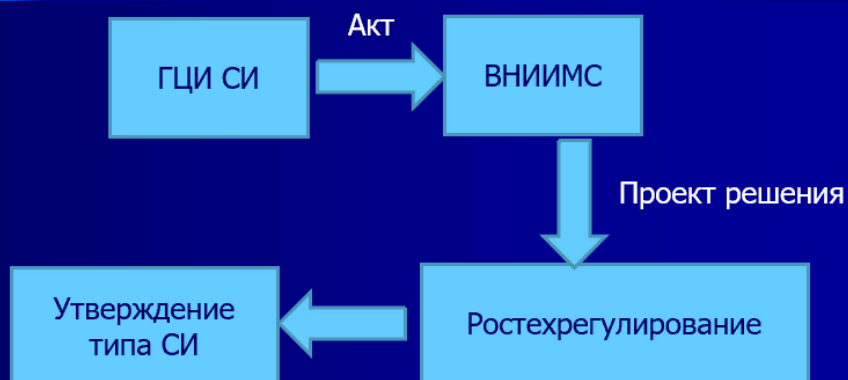 Акт
ГЦИ СИ
ВНИИМС
Проект решения
Утверждение
типа СИ
Ростехрегулирование